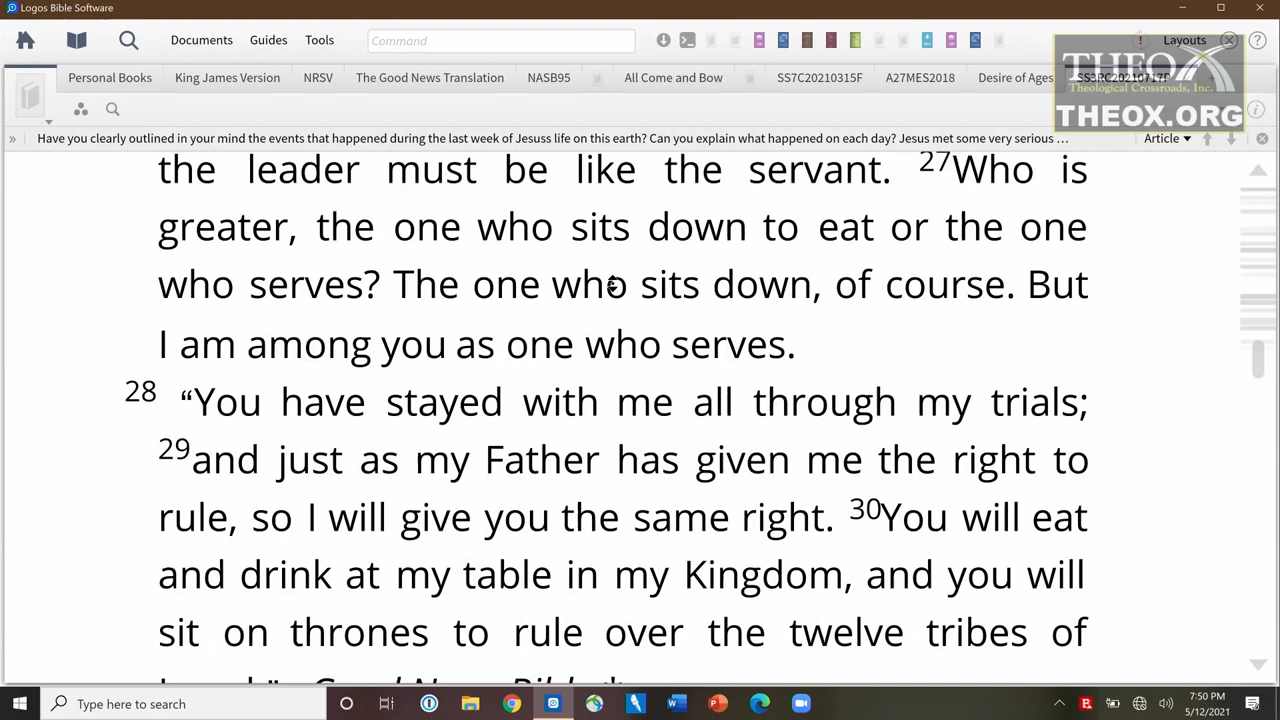 Logos Bible Software
Documents Guides Tools Command Layouts
THEOX
Theological Crossroads, Inc.
THEOX.ORG
Personal Books King James Version NRSV The Good News Translation NASB95 All Come and Bow SS7C20210315F A27MES2018 Desire of Ages SS3RC20210717P
Have you clearly outlined in your mind the events that happened during the last week of Jesus life on this earth? Can you explain what happened on each day? Jesus met some very serious … Article
the leader must be like the servant. 27Who is
greater, the one who sits down to eat or the one
who serves? The one who sits down, of course. But
I am among you as one who serves.
28 “You have stayed with me all through my trials;
29and just as my Father has given me the right to
rule, so I will give you the same right. 30You will eat
and drink at my table in my Kingdom, and you will
sit on thrones to rule over the twelve tribes of
Type here to search
7:50 PM
5/12/2021